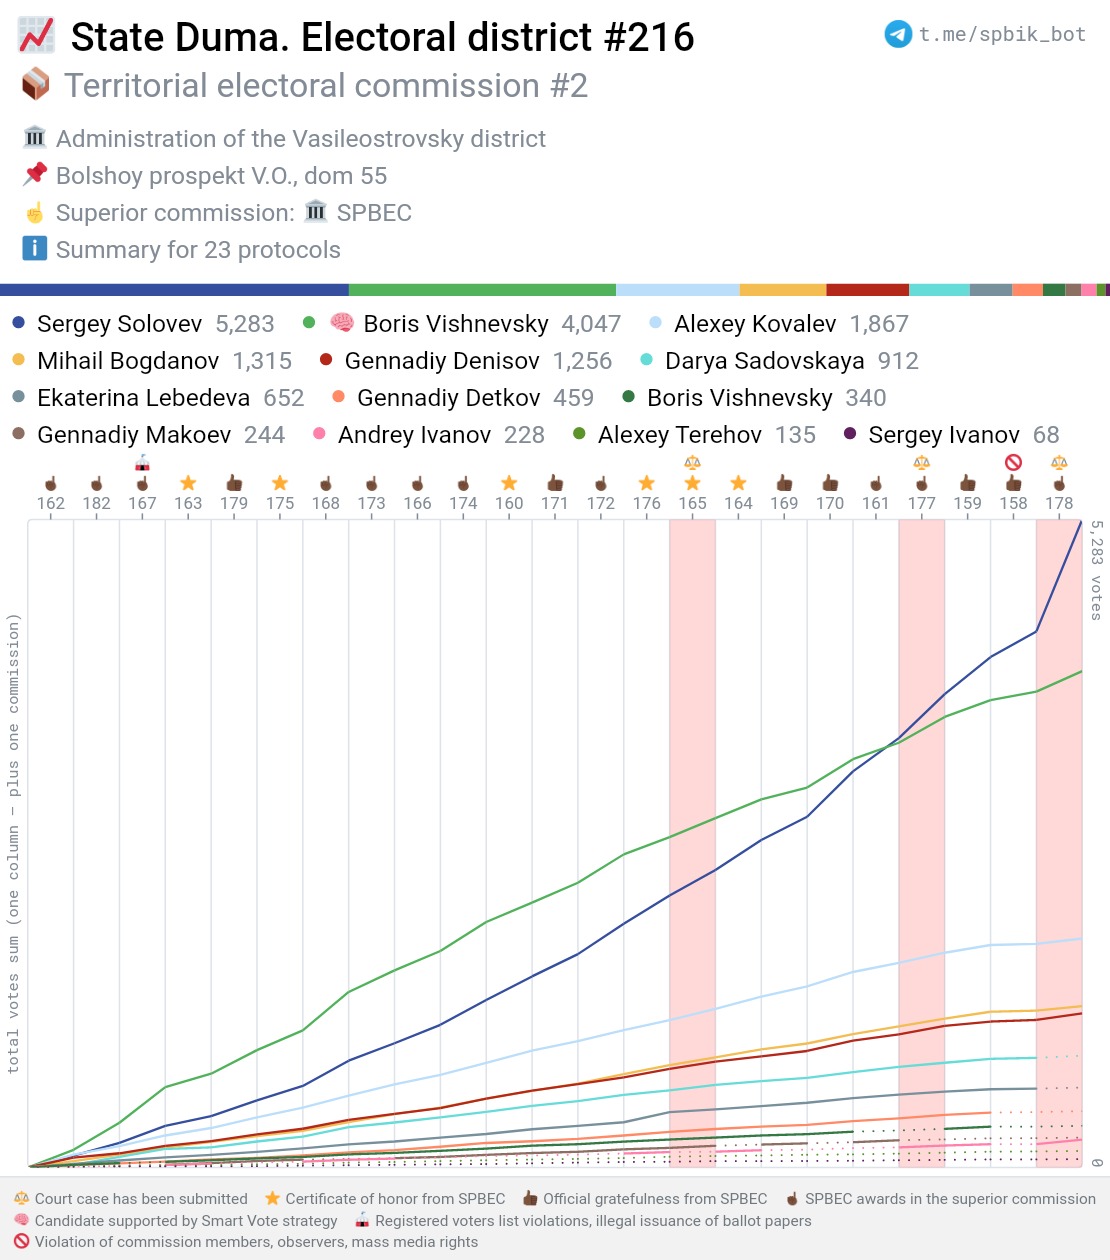 State Duma. Electoral district #216
t.me/spbik_bot
Territorial electoral commission #2
Administration of the Vasileostrovsky district
Bolshoy prospekt V.O., dom 55
Superior commission: SPBEC
Summary for 23 protocols
Sergey Solovev 5,283 Boris Vishnevsky 4,047 Alexey Kovalev 1,867
Mihail Bogdanov 1,315 Gennadiy Denisov 1,256 Darya Sadovskaya 912
Ekaterina Lebedeva 652 Gennadiy Detkov 459 Boris Vishnevsky 340
Gennadiy Makoev 244 Andrey Ivanov 228 Alexey Terehov 135 Sergey Ivanov 68
162 182 167 163 179 175 168 173 166 174 160 171 172 176 165 164 169 170 161 177 159 158 178
5,283 votes
total votes sum (one column – plus one commission)
0
Court case has been submitted Certificate of honor from SPBEC Official gratefulness from SPBEC SPBEC awards in the superior commission
Candidate supported by Smart Vote strategy Registered voters list violations, illegal issuance of ballot papers
Violation of commission members, observers, mass media rights